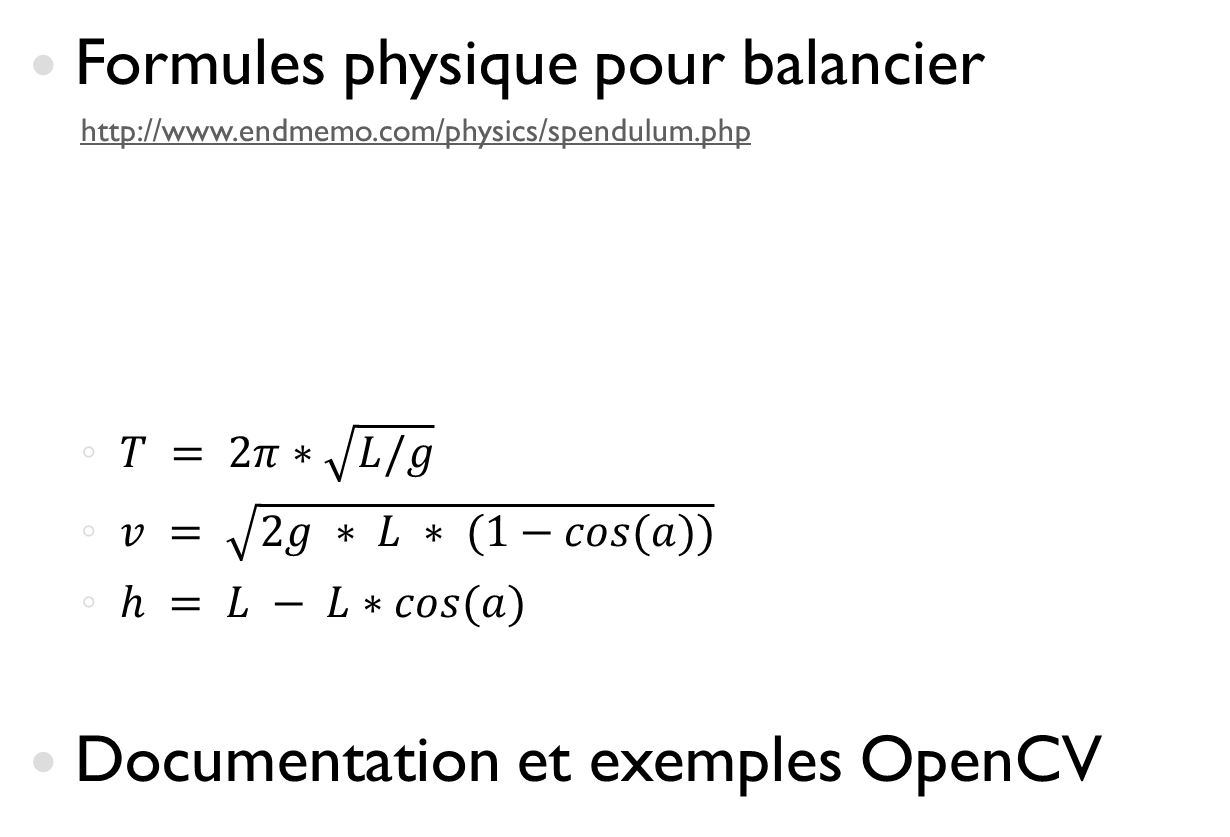 Formules physique pour balancier
http://www.endmemo.com/physics/spendulum.php
T = 2π * √L/g
v = √2g * L * (1 − cos(a))
h = L − L * cos(a)
Documentation et exemples OpenCV